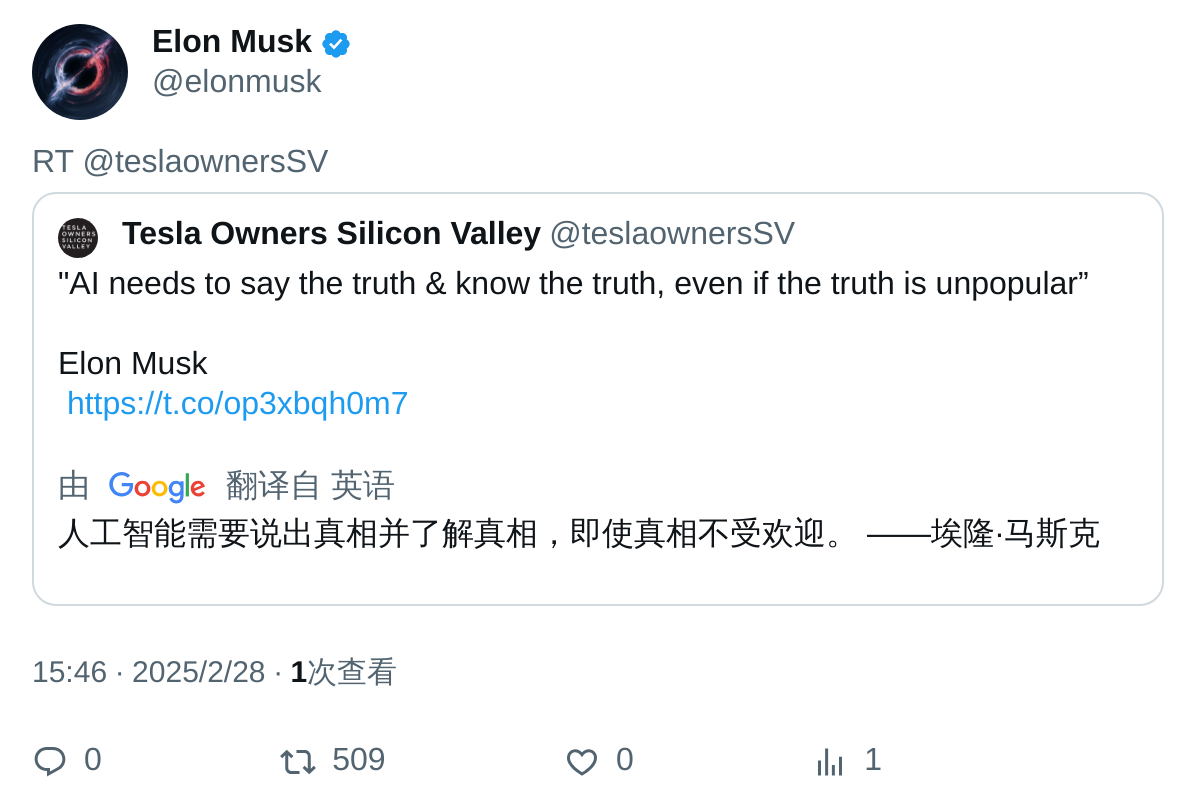 Elon Musk
@elonmusk
RT @teslaownersSV
TESLA
OWNERS
SILICON
VALLEY
Tesla Owners Silicon Valley @teslaownersSV
"AI needs to say the truth & know the truth, even if the truth is unpopular”
Elon Musk
https://t.co/op3xbqh0m7
由 Google 翻译自 英语
人工智能需要说出真相并了解真相，即使真相不受欢迎。 ——埃隆·马斯克
15:46 · 2025/2/28 · 1次查看
0 509 0 1